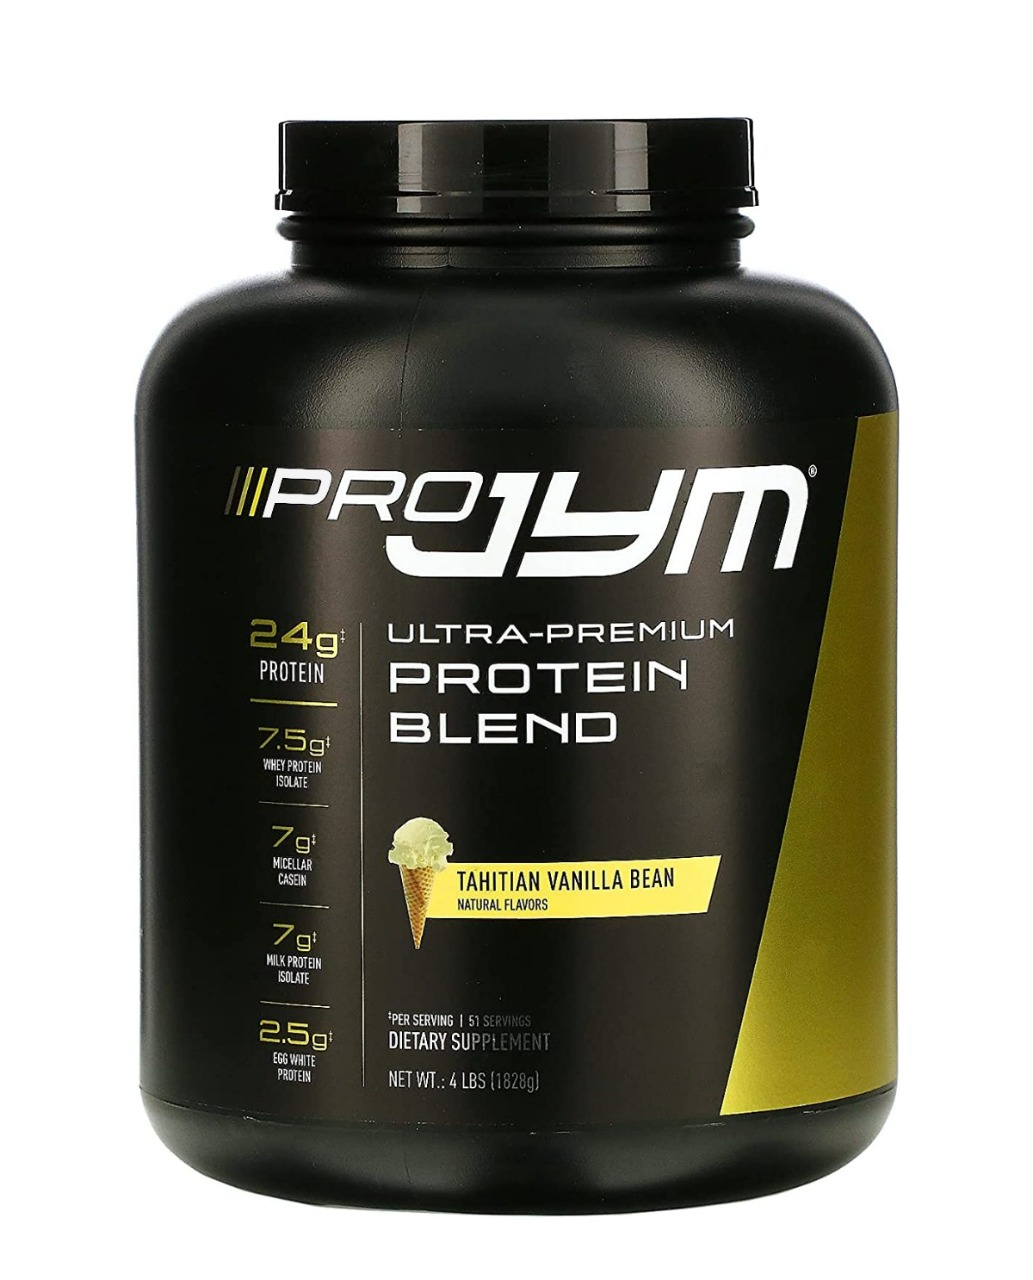 PRO JYM®
24g‡
PROTEIN
7.5g‡
WHEY PROTEIN
ISOLATE
7g‡
MICELLAR
CASEIN
7g‡
MILK PROTEIN
ISOLATE
2.5g‡
EGG WHITE
PROTEIN
ULTRA-PREMIUM
PROTEIN
BLEND
TAHITIAN VANILLA BEAN
NATURAL FLAVORS
‡PER SERVING | 51 SERVINGS
DIETARY SUPPLEMENT
NET WT.: 4 LBS (1828g)